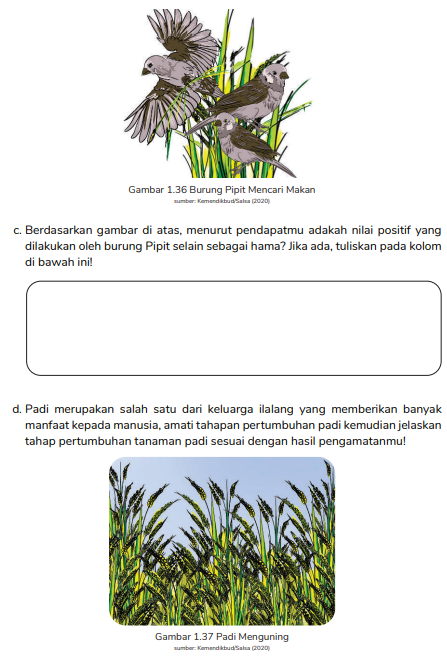 Gambar 1.36 Burung Pipit Mencari Makan
sumber: Kemendikbud/Salsa (2020)
c. Berdasarkan gambar di atas, menurut pendapatmu adakah nilai positif yang
dilakukan oleh burung Pipit selain sebagai hama? Jika ada, tuliskan pada kolom
di bawah ini!
d. Padi merupakan salah satu dari keluarga ilalang yang memberikan banyak
manfaat kepada manusia, amati tahapan pertumbuhan padi kemudian jelaskan
tahap pertumbuhan tanaman padi sesuai dengan hasil pengamatanmu!
Gambar 1.37 Padi Menguning
sumber: Kemendikbud/Salsa (2020)